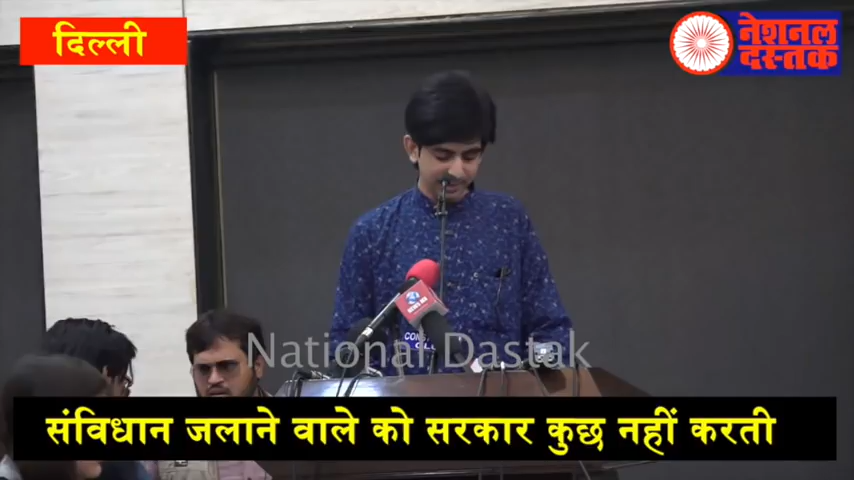 दिल्ली
नेशनल
दस्तक
National Dastak
संविधान जलाने वाले को सरकार कुछ नहीं करती